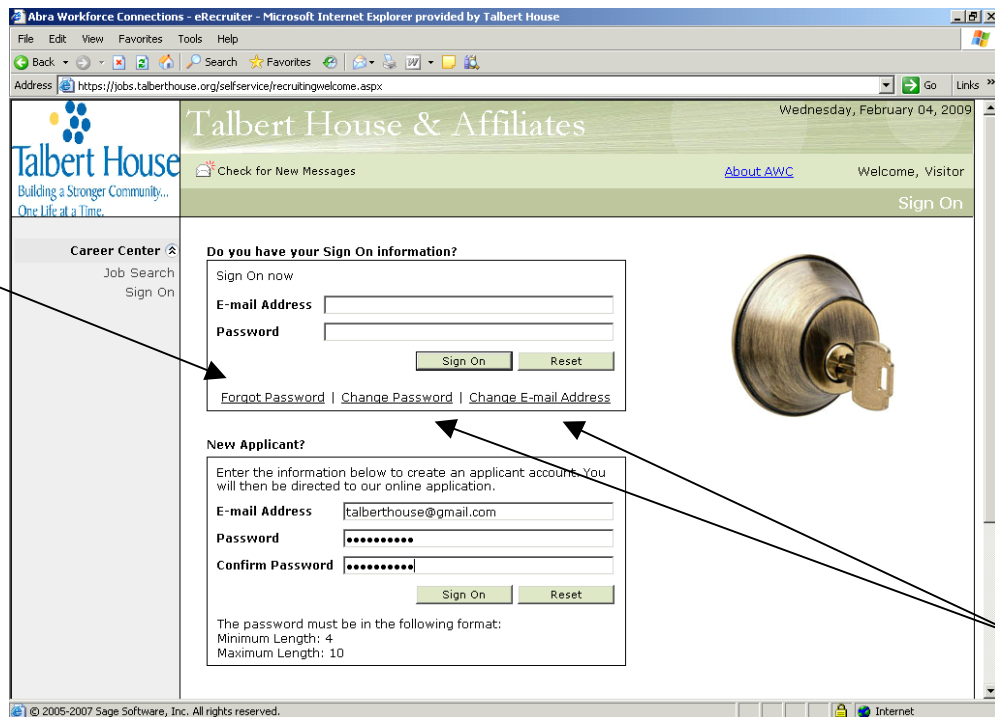 Abra Workforce Connections - eRecruiter - Microsoft Internet Explorer provided by Talbert House
File Edit View Favorites Tools Help
Back Search Favorites
Address https://jobs.talberthouse.org/selfservice/recruitingwelcome.aspx Go Links »
Wednesday, February 04, 2009
Talbert House & Affiliates
Talbert House
Building a Stronger Community...
One Life at a Time.
Check for New Messages About AWC Welcome, Visitor
Sign On
Career Center
Job Search
Sign On
Do you have your Sign On information?
Sign On now
E-mail Address
Password
Sign On Reset
Forgot Password | Change Password | Change E-mail Address
New Applicant?
Enter the information below to create an applicant account. You
will then be directed to our online application.
E-mail Address talberthouse@gmail.com
Password ••••••••••
Confirm Password ••••••••••
Sign On Reset
The password must be in the following format:
Minimum Length: 4
Maximum Length: 10
© 2005-2007 Sage Software, Inc. All rights reserved. Internet